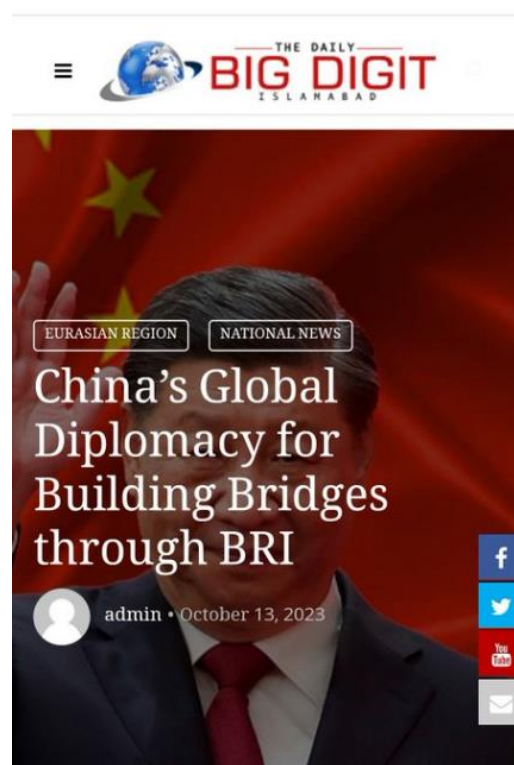 THE DAILY
BIG DIGIT
ISLAMABAD
EURASIAN REGION
NATIONAL NEWS
China’s Global
Diplomacy for
Building Bridges
through BRI
admin • October 13, 2023
f
You
Tube